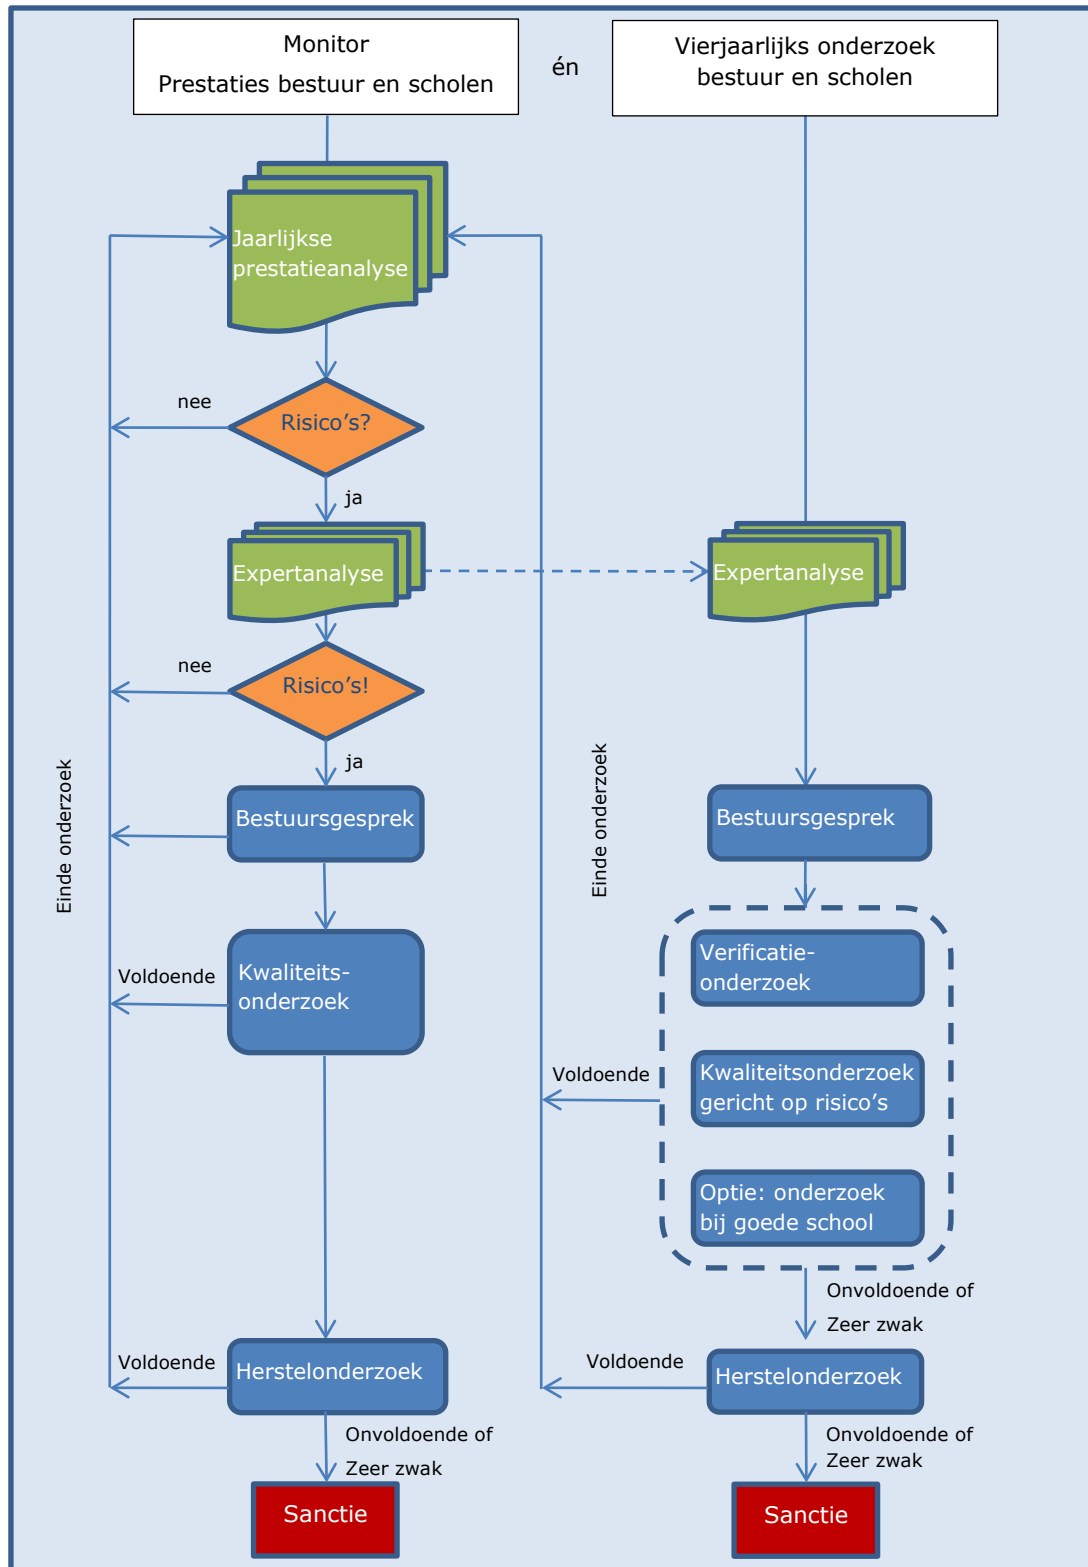 Monitor
Prestaties bestuur en scholen
én
Vierjaarlijks onderzoek
bestuur en scholen
Jaarlijkse
prestatieanalyse
nee
Risico's?
ja
Expertanalyse
Expertanalyse
nee
Risico's!
ja
Einde onderzoek
Bestuursgesprek
Einde onderzoek
Bestuursgesprek
Voldoende
Kwaliteits-
onderzoek
Verificatie-
onderzoek
Voldoende
Kwaliteitsonderzoek
gericht op risico's
Optie: onderzoek
bij goede school
Onvoldoende of
Zeer zwak
Voldoende
Herstelonderzoek
Voldoende
Herstelonderzoek
Onvoldoende of
Zeer zwak
Onvoldoende of
Zeer zwak
Sanctie
Sanctie